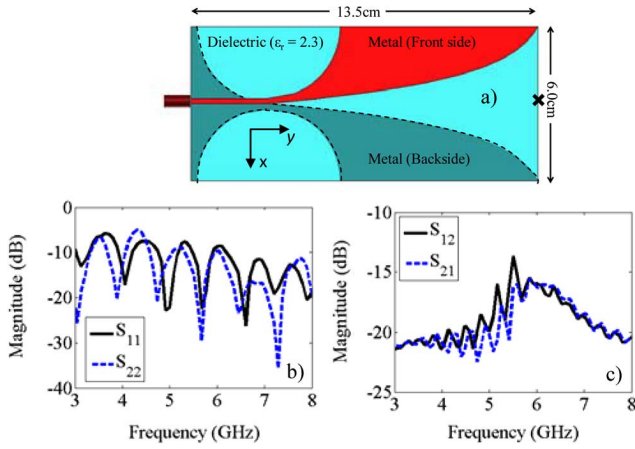 13.5cm
Dielectric (εr = 2.3)
Metal (Front side)
a)
6.0cm
y
x
Metal (Backside)
0
-10
-20
-30
-40
Magnitude (dB)
S11
S22
b)
3 4 5 6 7 8
Frequency (GHz)
-10
-15
-20
-25
Magnitude (dB)
S12
S21
c)
3 4 5 6 7 8
Frequency (GHz)